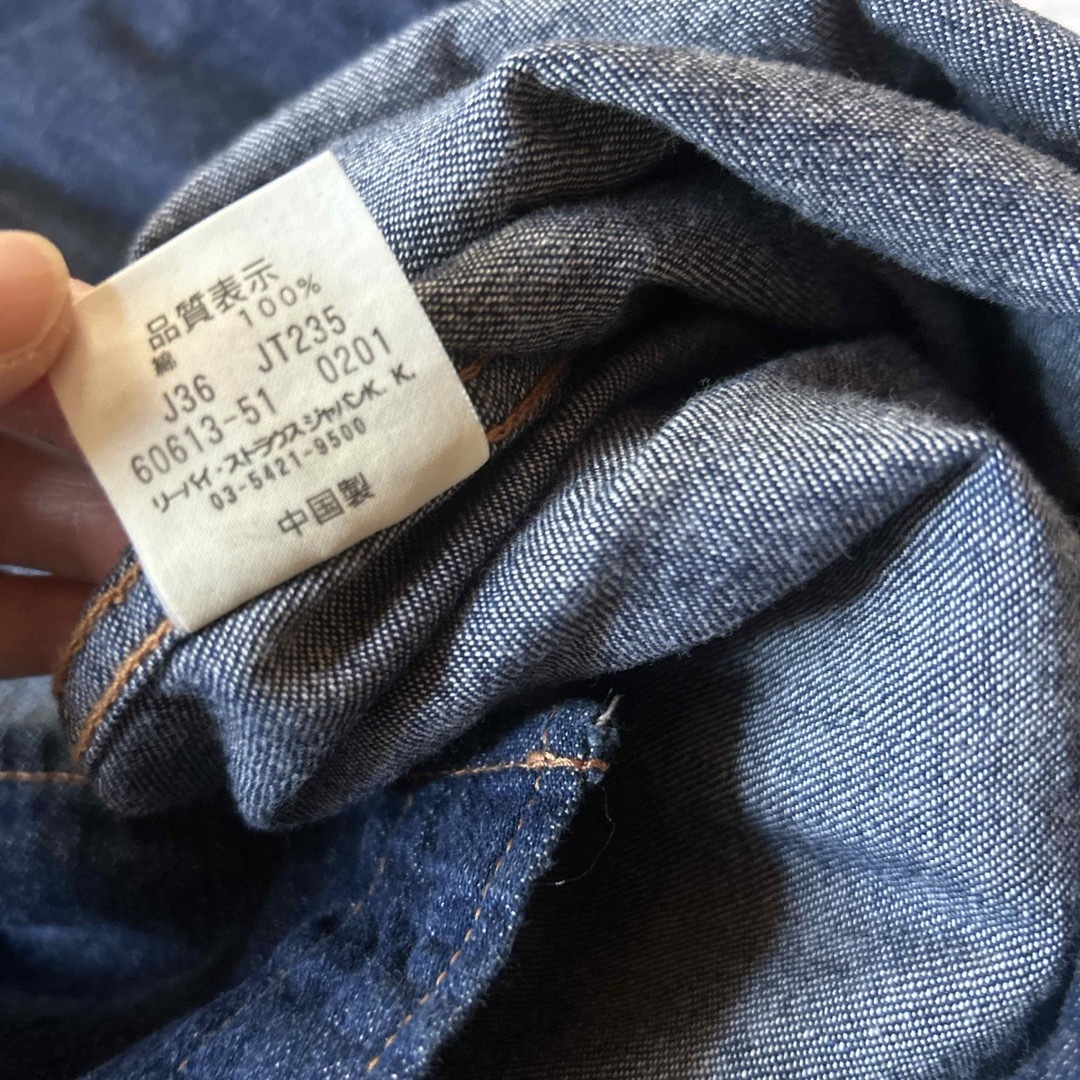 品質表示
綿 100%
J36 JT235
60613-51 0201
リーバイ・ストラウスジャパンK.K.
03-5421-9500
中国製